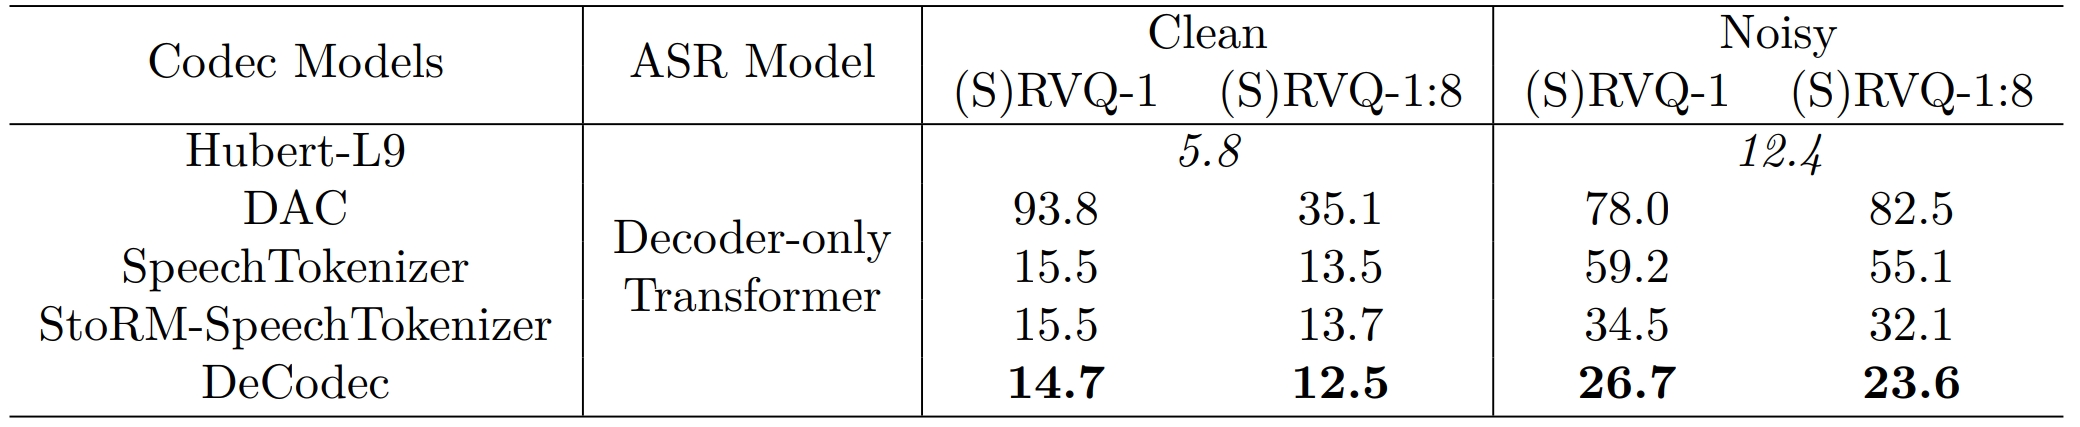 Codec Models ASR Model Clean Noisy
(S)RVQ-1 (S)RVQ-1:8 (S)RVQ-1 (S)RVQ-1:8
Hubert-L9 5.8 12.4
DAC 93.8 35.1 78.0 82.5
Decoder-only
SpeechTokenizer 15.5 13.5 59.2 55.1
Transformer
StoRM-SpeechTokenizer 15.5 13.7 34.5 32.1
DeCodec 14.7 12.5 26.7 23.6